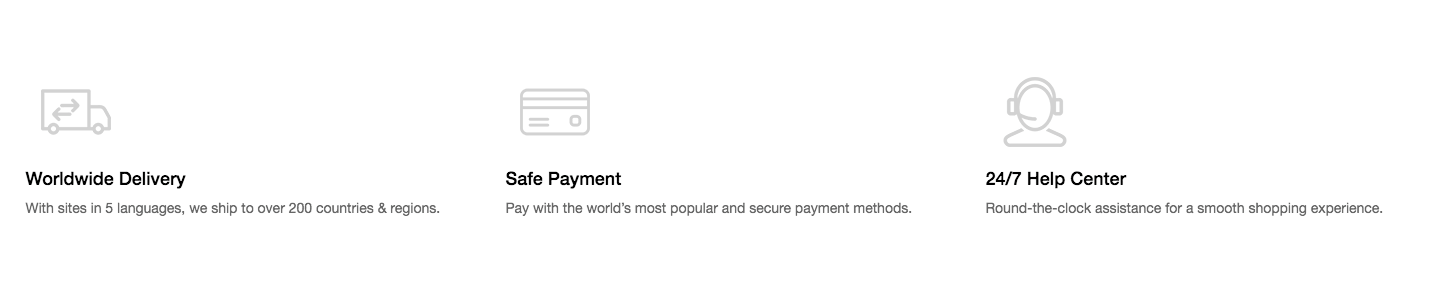 Worldwide Delivery
With sites in 5 languages, we ship to over 200 countries & regions.
Safe Payment
Pay with the world’s most popular and secure payment methods.
24/7 Help Center
Round-the-clock assistance for a smooth shopping experience.